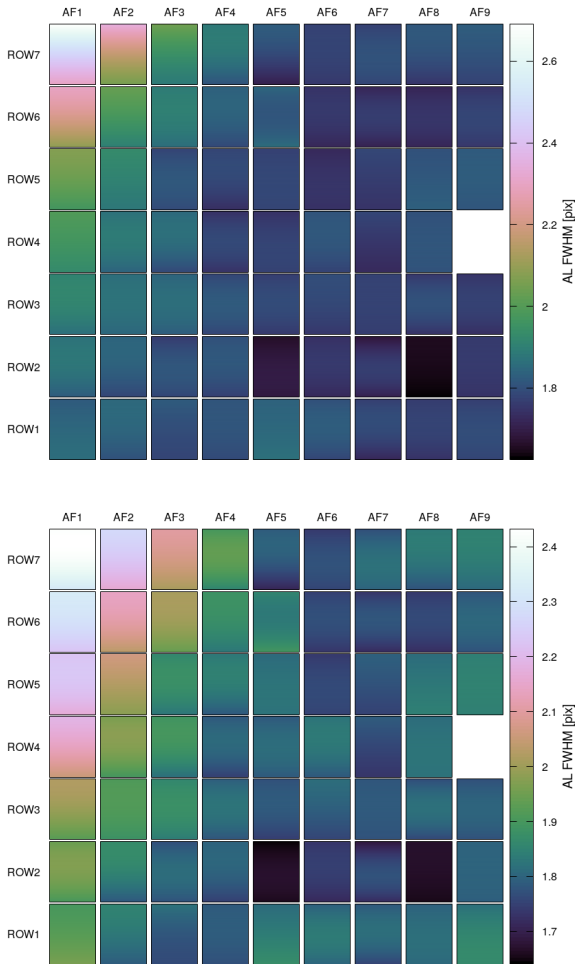 AF1 AF2 AF3 AF4 AF5 AF6 AF7 AF8 AF9
ROW7
ROW6
ROW5
ROW4
ROW3
ROW2
ROW1
2.6
2.4
2.2
2
1.8
AL FWHM [pix]
AF1 AF2 AF3 AF4 AF5 AF6 AF7 AF8 AF9
ROW7
ROW6
ROW5
ROW4
ROW3
ROW2
ROW1
2.4
2.3
2.2
2.1
2
1.9
1.8
1.7
AL FWHM [pix]